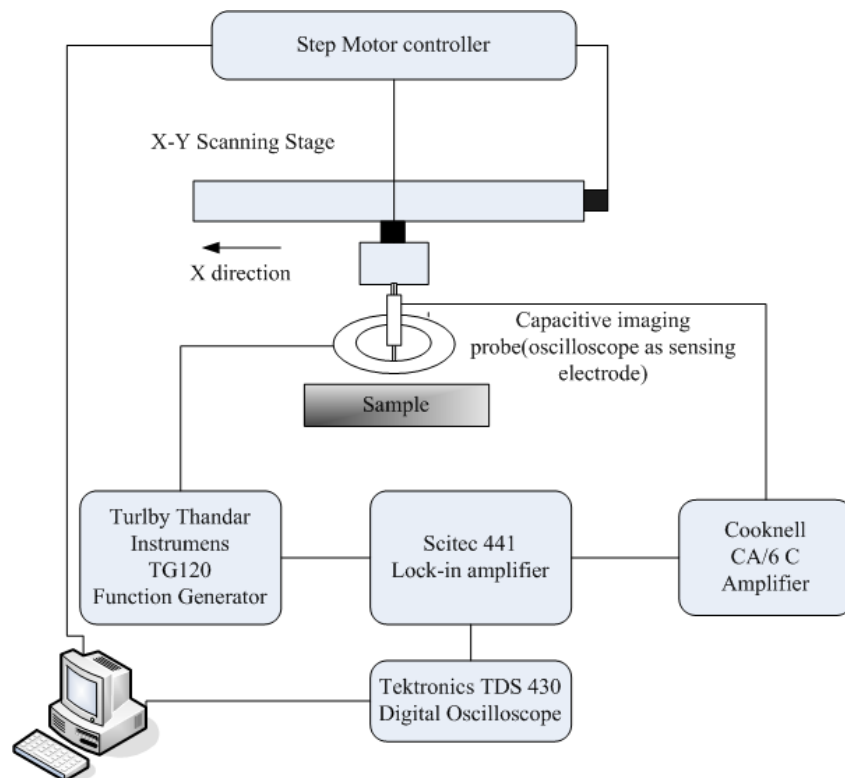 Step Motor controller
X-Y Scanning Stage
X direction
Capacitive imaging
probe(oscilloscope as sensing
electrode)
Sample
Turlby Thandar
Instrumens
TG120
Function Generator
Scitec 441
Lock-in amplifier
Cooknell
CA/6 C
Amplifier
Tektronics TDS 430
Digital Oscilloscope